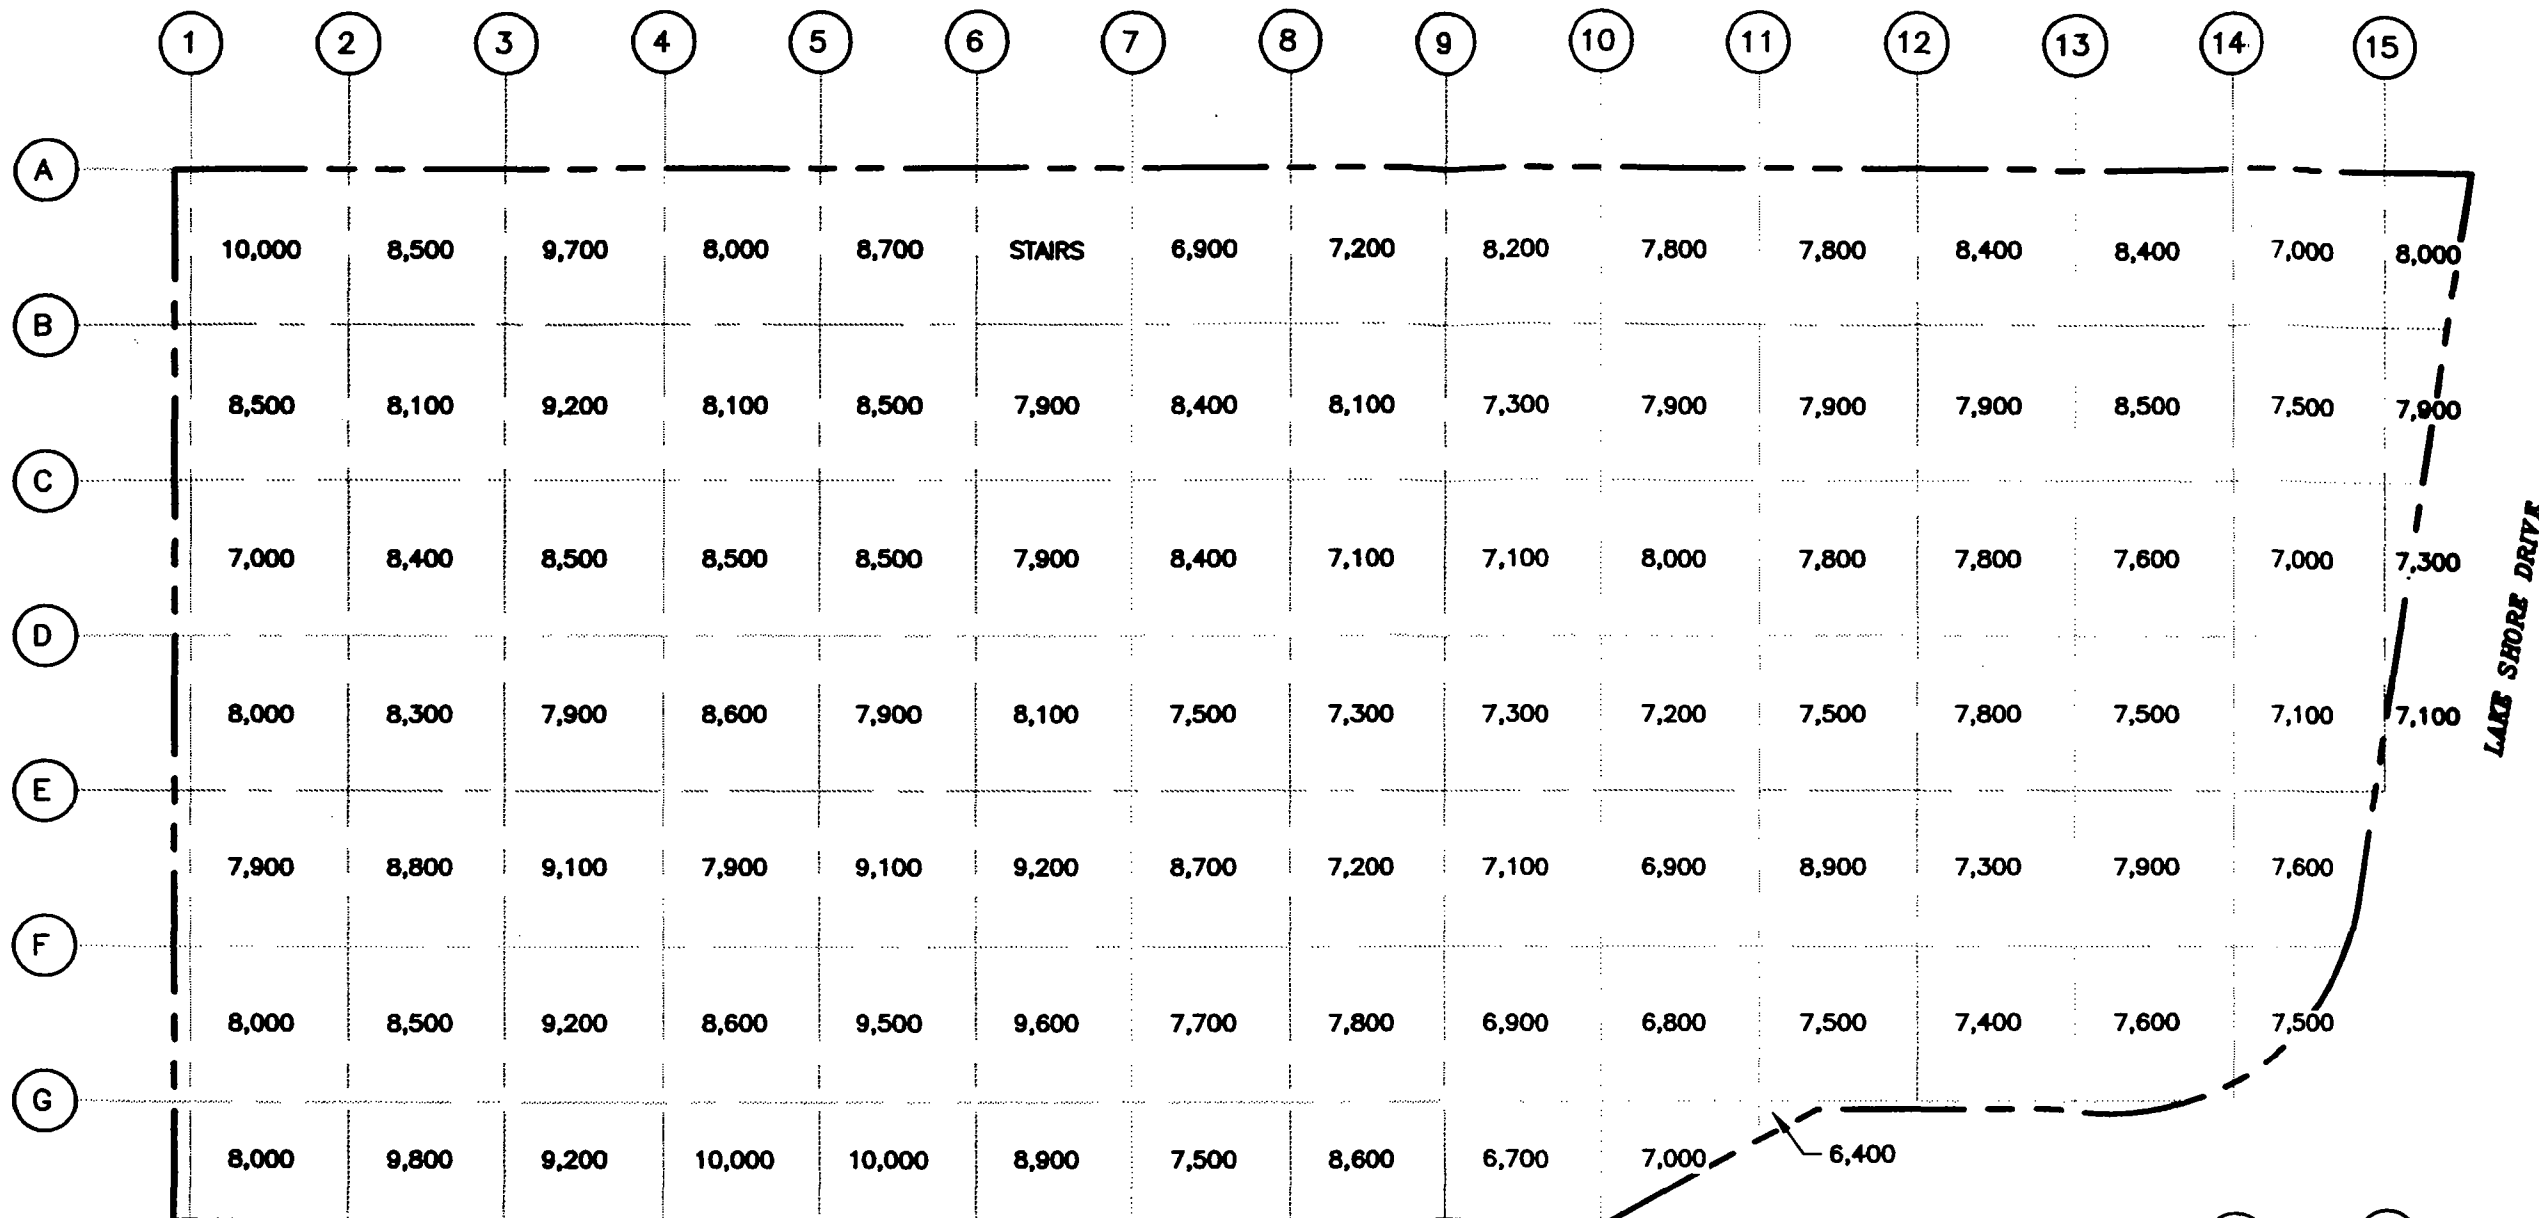 1 2 3 4 5 6 7 8 9 10 11 12 13 14 15
A
10,000 8,500 9,700 8,000 8,700 STAIRS 6,900 7,200 8,200 7,800 7,800 8,400 8,400 7,000 8,000
B
8,500 8,100 9,200 8,100 8,500 7,900 8,400 8,100 7,300 7,900 7,900 7,900 8,500 7,500 7,900
C
7,000 8,400 8,500 8,500 8,500 7,900 8,400 7,100 7,100 8,000 7,800 7,800 7,600 7,000 7,300
LAKE SHORE DRIVE
D
8,000 8,300 7,900 8,600 7,900 8,100 7,500 7,300 7,300 7,200 7,500 7,800 7,500 7,100 7,100
E
7,900 8,800 9,100 7,900 9,100 9,200 8,700 7,200 7,100 6,900 8,900 7,300 7,900 7,600
F
8,000 8,500 9,200 8,600 9,500 9,600 7,700 7,800 6,900 6,800 7,500 7,400 7,600 7,500
G
8,000 9,800 9,200 10,000 10,000 8,900 7,500 8,600 6,700 7,000 6,400